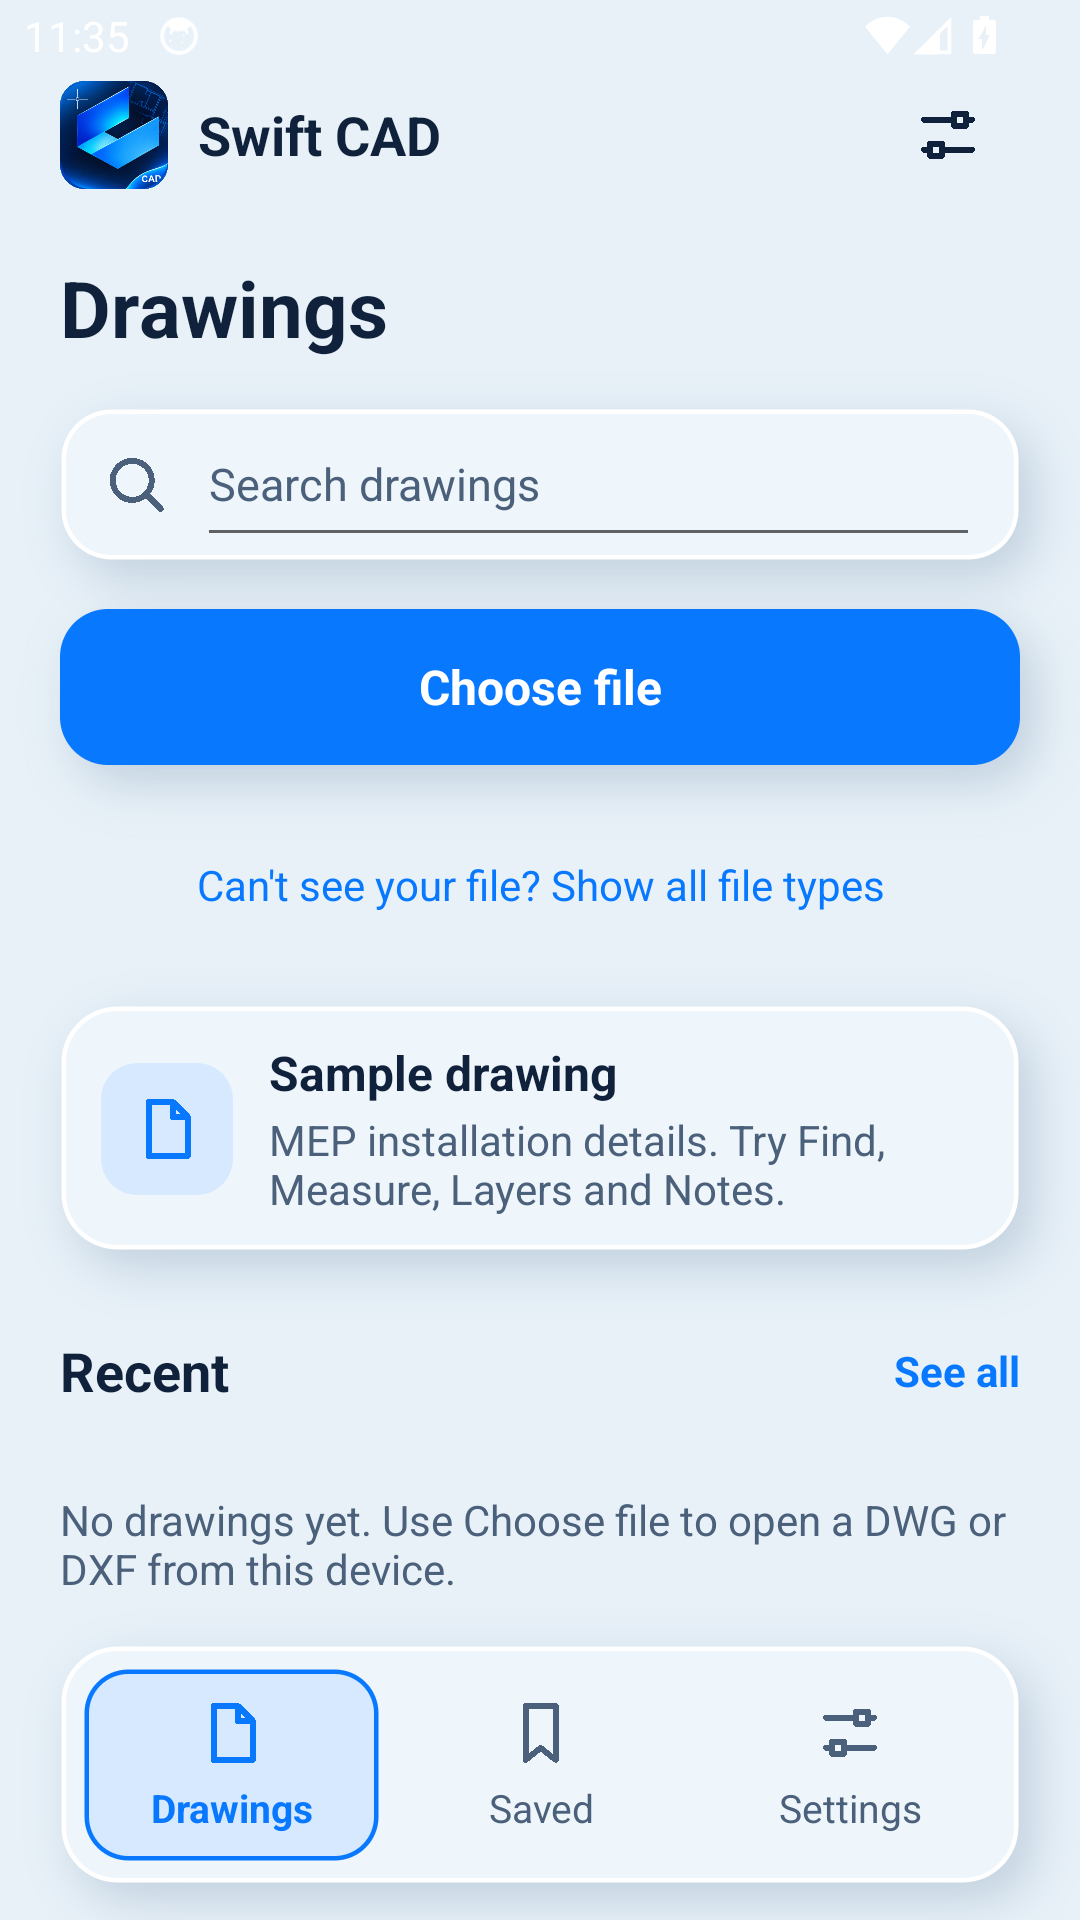 11:35
CAD
Swift CAD
Drawings
Search drawings
Choose file
Can't see your file? Show all file types
Sample drawing
MEP installation details. Try Find,
Measure, Layers and Notes.
Recent
See all
No drawings yet. Use Choose file to open a DWG or
DXF from this device.
Drawings
Saved
Settings